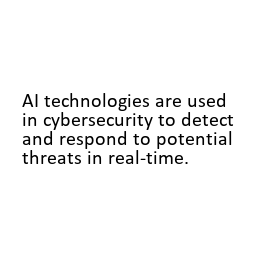 AI technologies are used
in cybersecurity to detect
and respond to potential
threats in real-time.